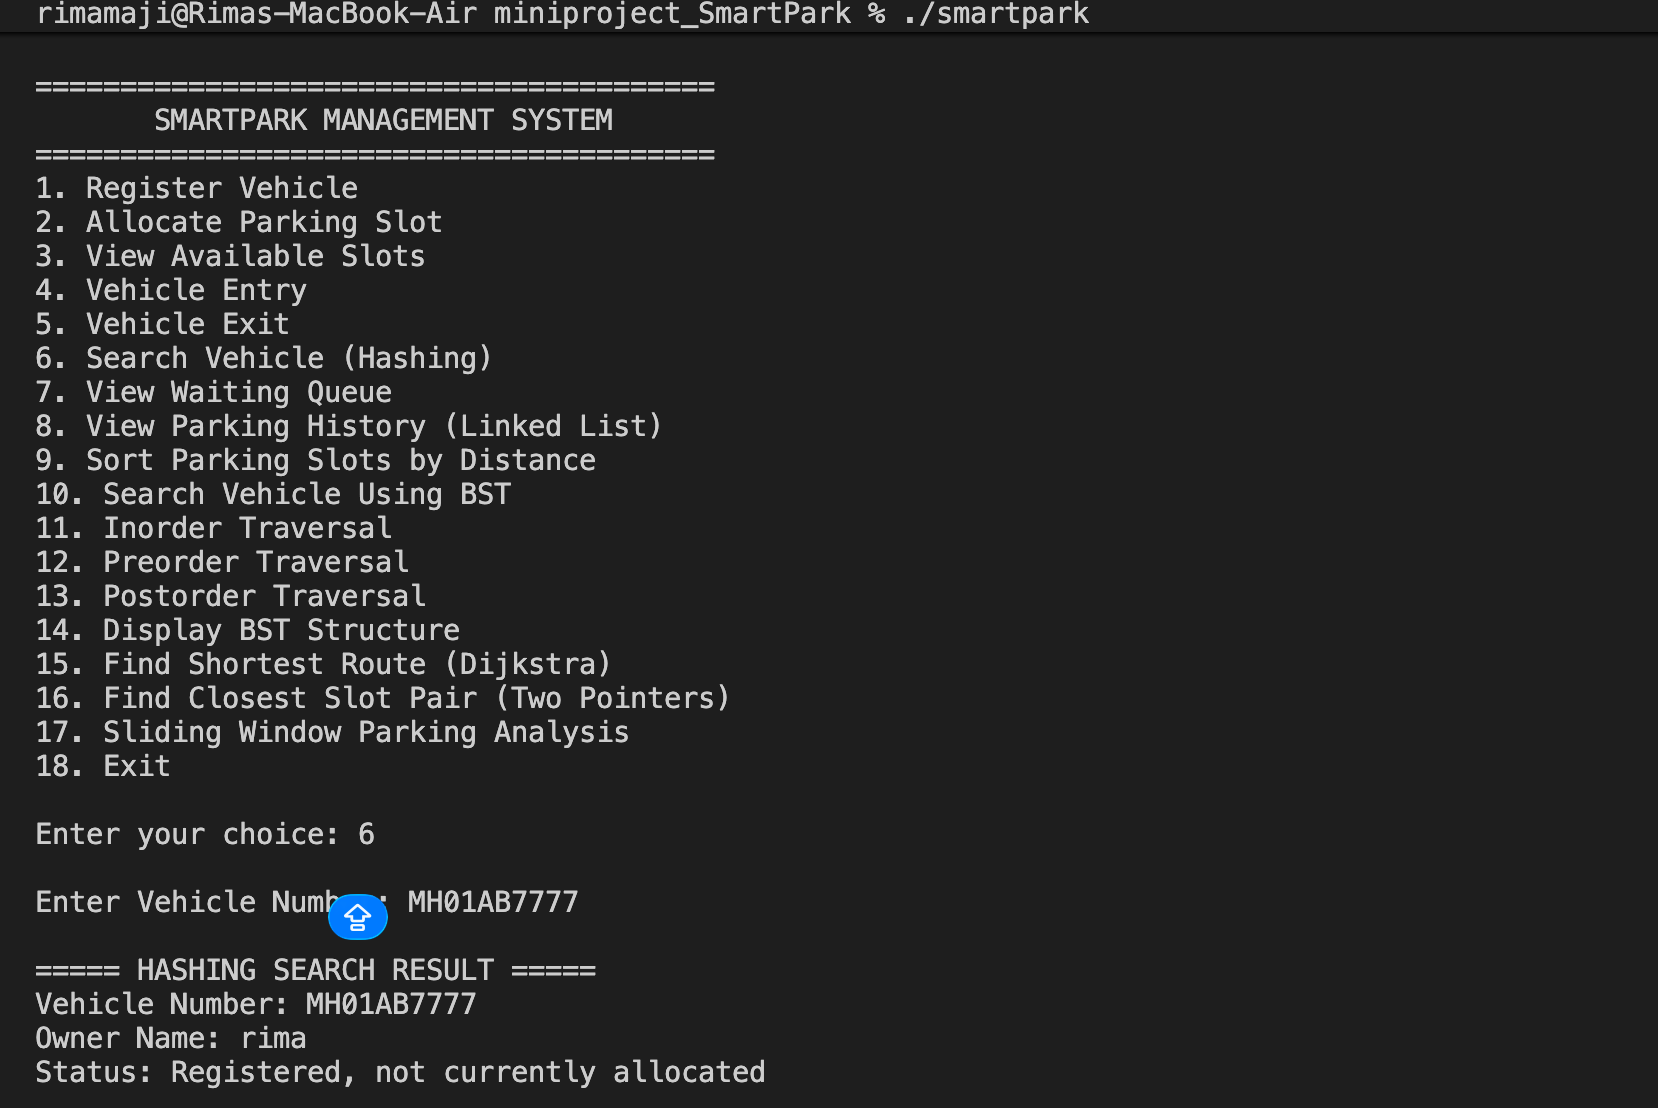 rimamaji@Rimas-MacBook-Air miniproject_SmartPark % ./smartpark
========================================
SMARTPARK MANAGEMENT SYSTEM
========================================
1. Register Vehicle
2. Allocate Parking Slot
3. View Available Slots
4. Vehicle Entry
5. Vehicle Exit
6. Search Vehicle (Hashing)
7. View Waiting Queue
8. View Parking History (Linked List)
9. Sort Parking Slots by Distance
10. Search Vehicle Using BST
11. Inorder Traversal
12. Preorder Traversal
13. Postorder Traversal
14. Display BST Structure
15. Find Shortest Route (Dijkstra)
16. Find Closest Slot Pair (Two Pointers)
17. Sliding Window Parking Analysis
18. Exit
Enter your choice: 6
Enter Vehicle Numb: MH01AB7777
===== HASHING SEARCH RESULT =====
Vehicle Number: MH01AB7777
Owner Name: rima
Status: Registered, not currently allocated